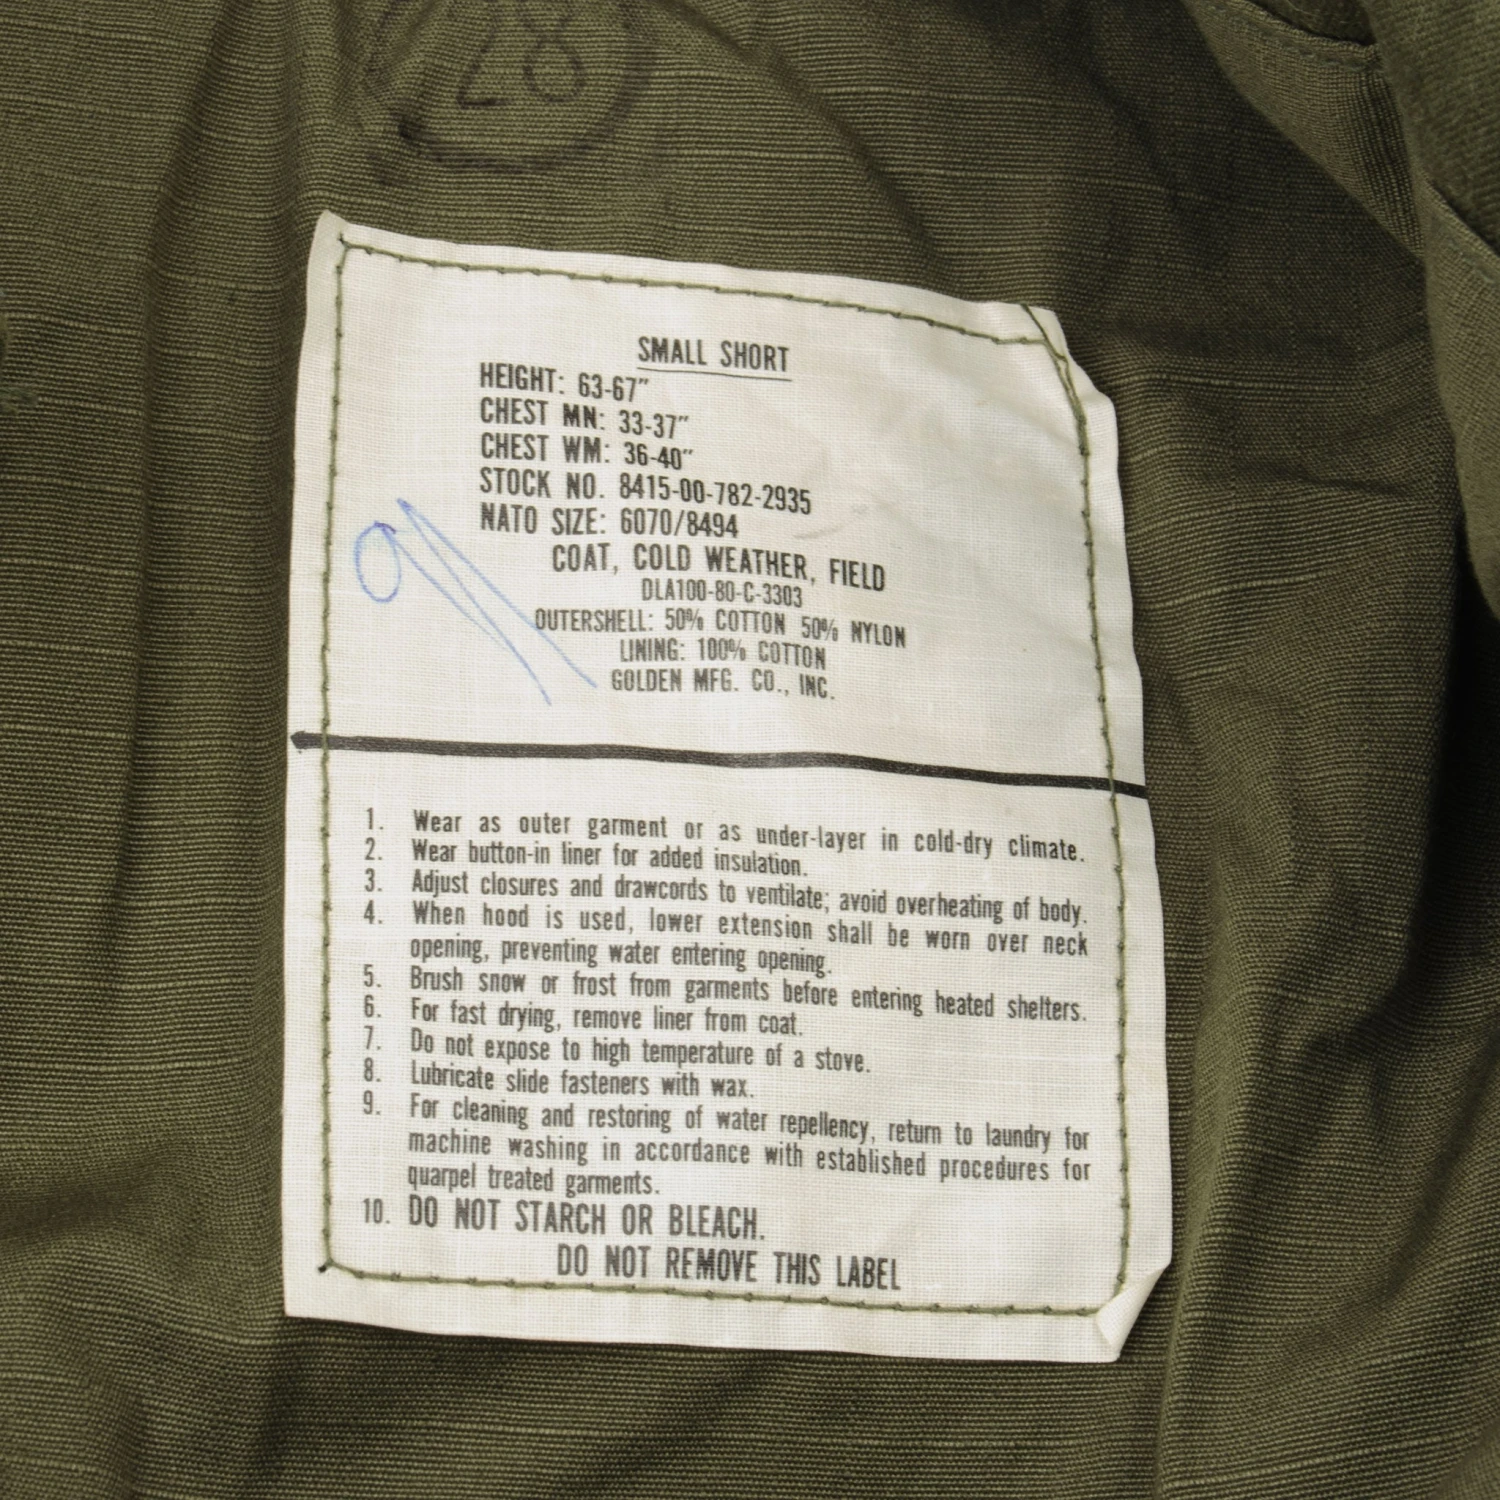 28
SMALL SHORT
HEIGHT: 63-67"
CHEST MN: 33-37"
CHEST WM: 36-40"
STOCK NO. 8415-00-782-2935
NATO SIZE: 6070/8494
COAT, COLD WEATHER, FIELD
DLA100-80-C-3303
OUTERSHELL: 50% COTTON 50% NYLON
LINING: 100% COTTON
GOLDEN MFG. CO., INC.
1. Wear as outer garment or as under-layer in cold-dry climate.
2. Wear button-in liner for added insulation.
3. Adjust closures and drawcords to ventilate; avoid overheating of body.
4. When hood is used, lower extension shall be worn over neck
opening, preventing water entering opening.
5. Brush snow or frost from garments before entering heated shelters.
6. For fast drying, remove liner from coat.
7. Do not expose to high temperature of a stove.
8. Lubricate slide fasteners with wax.
9. For cleaning and restoring of water repellency, return to laundry for
machine washing in accordance with established procedures for
quarpel treated garments.
10. DO NOT STARCH OR BLEACH.
DO NOT REMOVE THIS LABEL